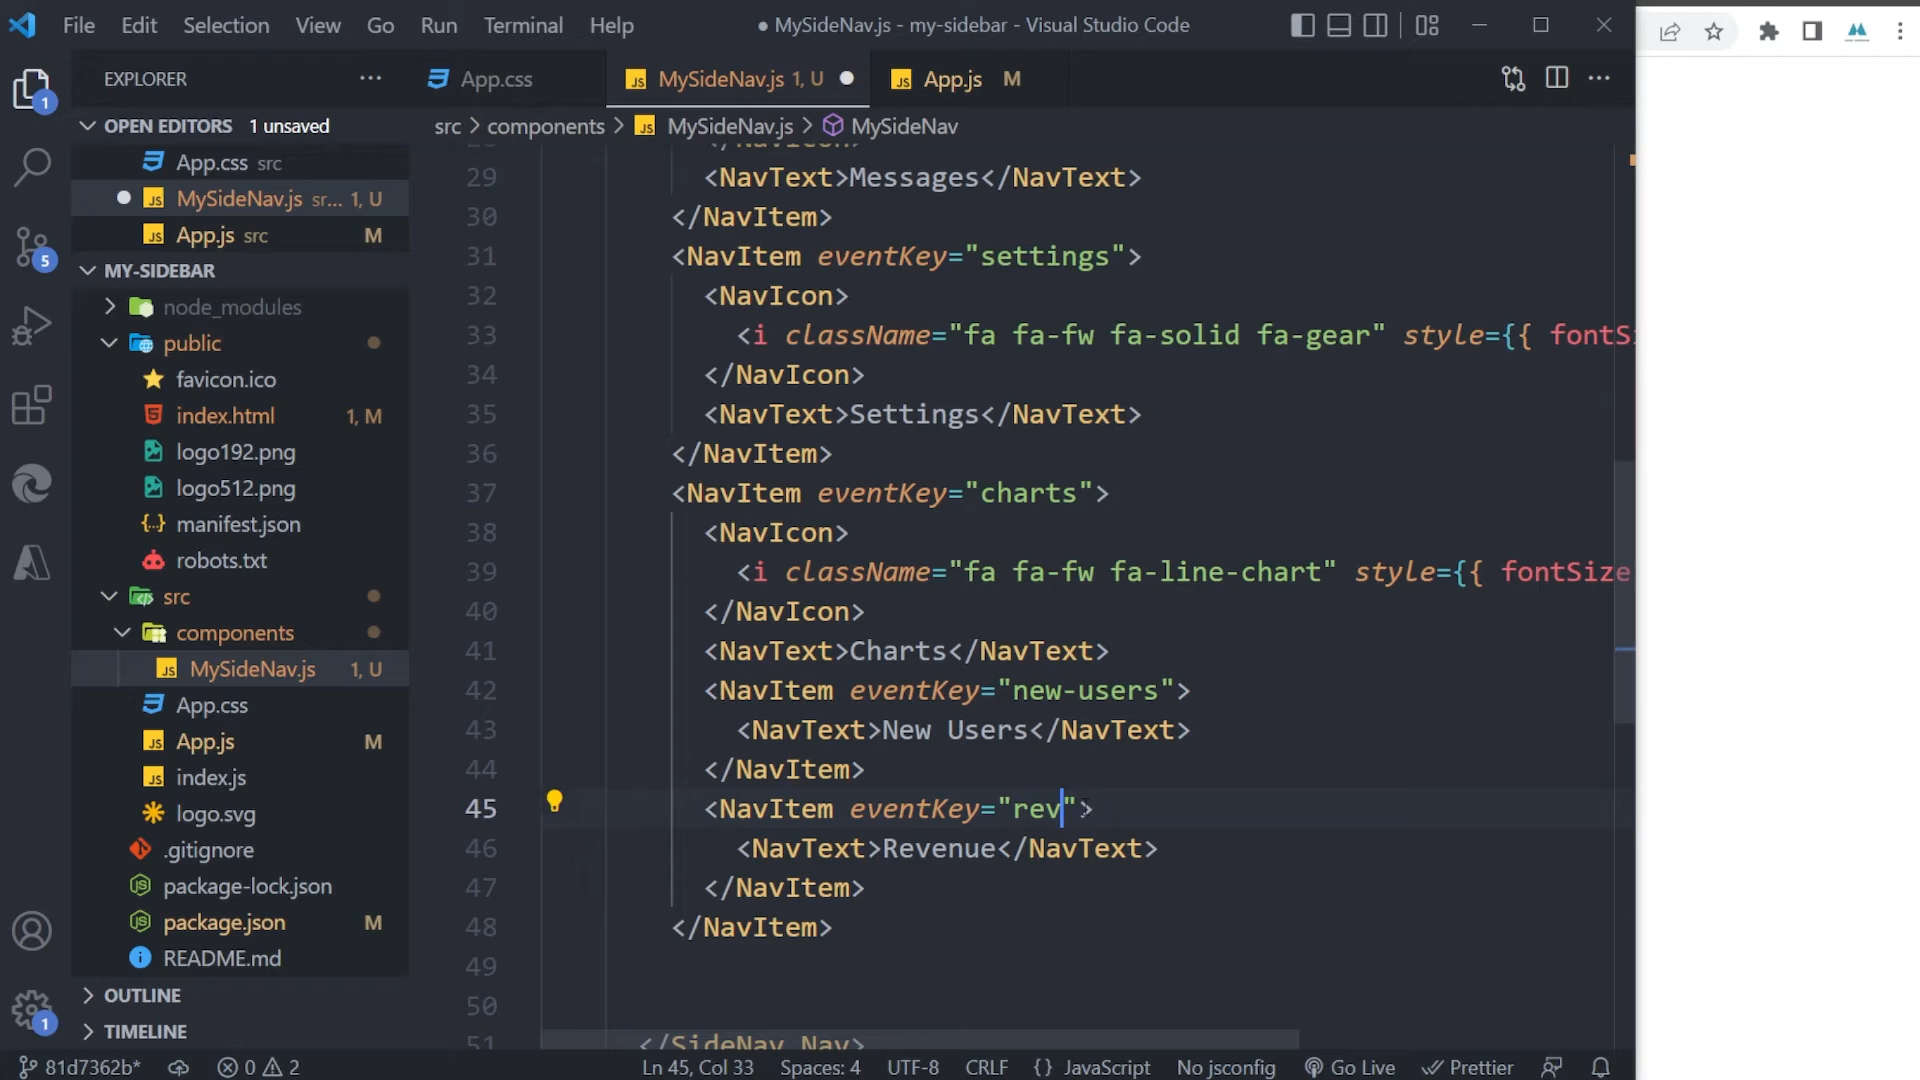 File Edit Selection View Go Run Terminal Help
● MySideNav.js - my-sidebar - Visual Studio Code
EXPLORER
App.css
MySideNav.js 1, U
App.js M
OPEN EDITORS 1 unsaved
src > components > MySideNav.js > MySideNav
App.css src
MySideNav.js sr... 1, U
App.js src M
MY-SIDEBAR
node_modules
public
favicon.ico
index.html 1, M
logo192.png
logo512.png
manifest.json
robots.txt
src
components
MySideNav.js 1, U
App.css
App.js M
index.js
logo.svg
.gitignore
package-lock.json
package.json M
README.md
OUTLINE
TIMELINE
1
5
1
29 <NavText>Messages</NavText>
30 </NavItem>
31 <NavItem eventKey="settings">
32 <NavIcon>
33 <i className="fa fa-fw fa-solid fa-gear" style={{ fontSi
34 </NavIcon>
35 <NavText>Settings</NavText>
36 </NavItem>
37 <NavItem eventKey="charts">
38 <NavIcon>
39 <i className="fa fa-fw fa-line-chart" style={{ fontSize
40 </NavIcon>
41 <NavText>Charts</NavText>
42 <NavItem eventKey="new-users">
43 <NavText>New Users</NavText>
44 </NavItem>
45 <NavItem eventKey="rev">
46 <NavText>Revenue</NavText>
47 </NavItem>
48 </NavItem>
49
50
51 </SideNav.Nav>
81d7362b* 0 2
Ln 45, Col 33 Spaces: 4 UTF-8 CRLF {} JavaScript No jsconfig Go Live Prettier